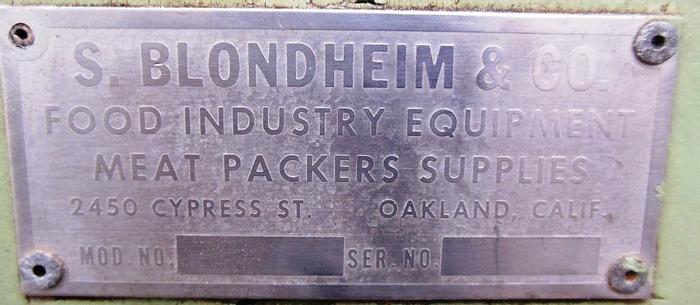 S. BLONDHEIM & CO.
FOOD INDUSTRY EQUIPMENT
MEAT PACKERS SUPPLIES
2450 CYPRESS ST. OAKLAND, CALIF.
MOD. NO. SER. NO.